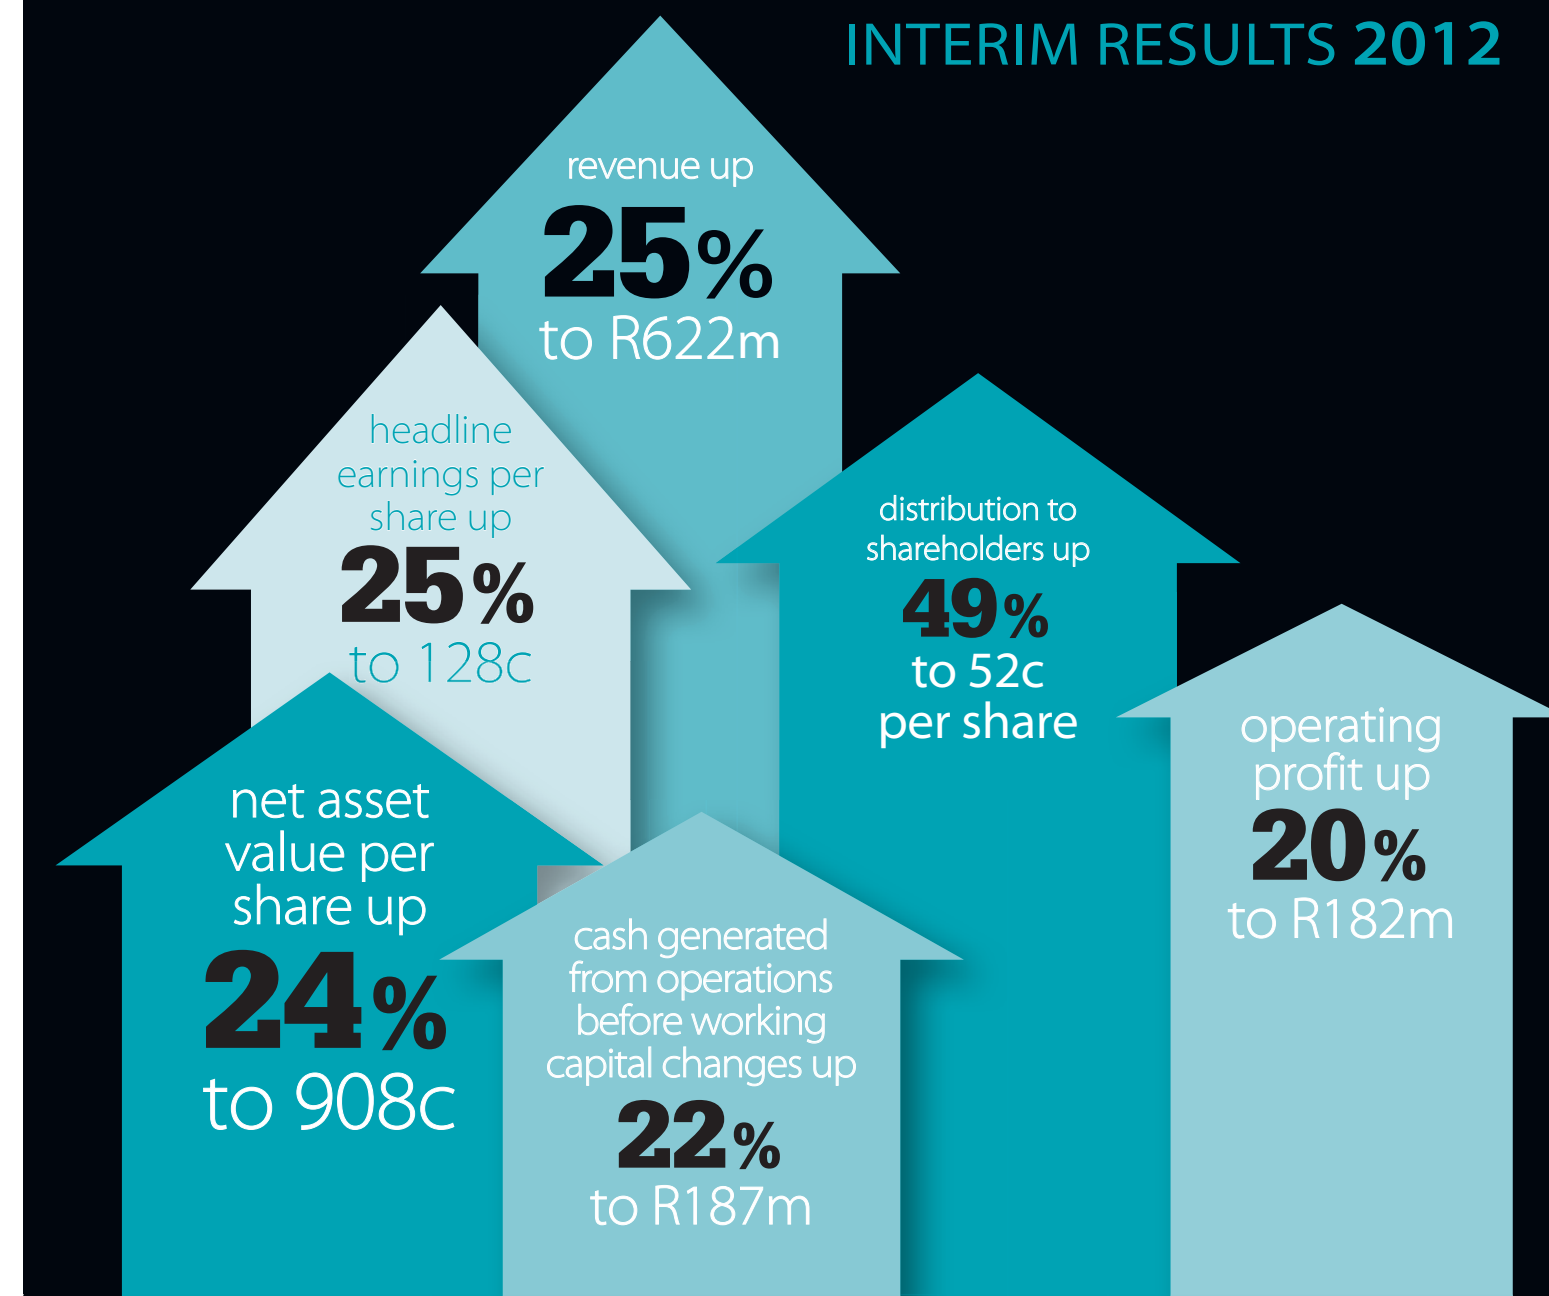 INTERIM RESULTS 2012
revenue up
25%
to R622m
headline
earnings per
share up
25%
to 128c
distribution to
shareholders up
49%
to 52c
per share
operating
profit up
20%
to R182m
net asset
value per
share up
24%
to 908c
cash generated
from operations
before working
capital changes up
22%
to R187m